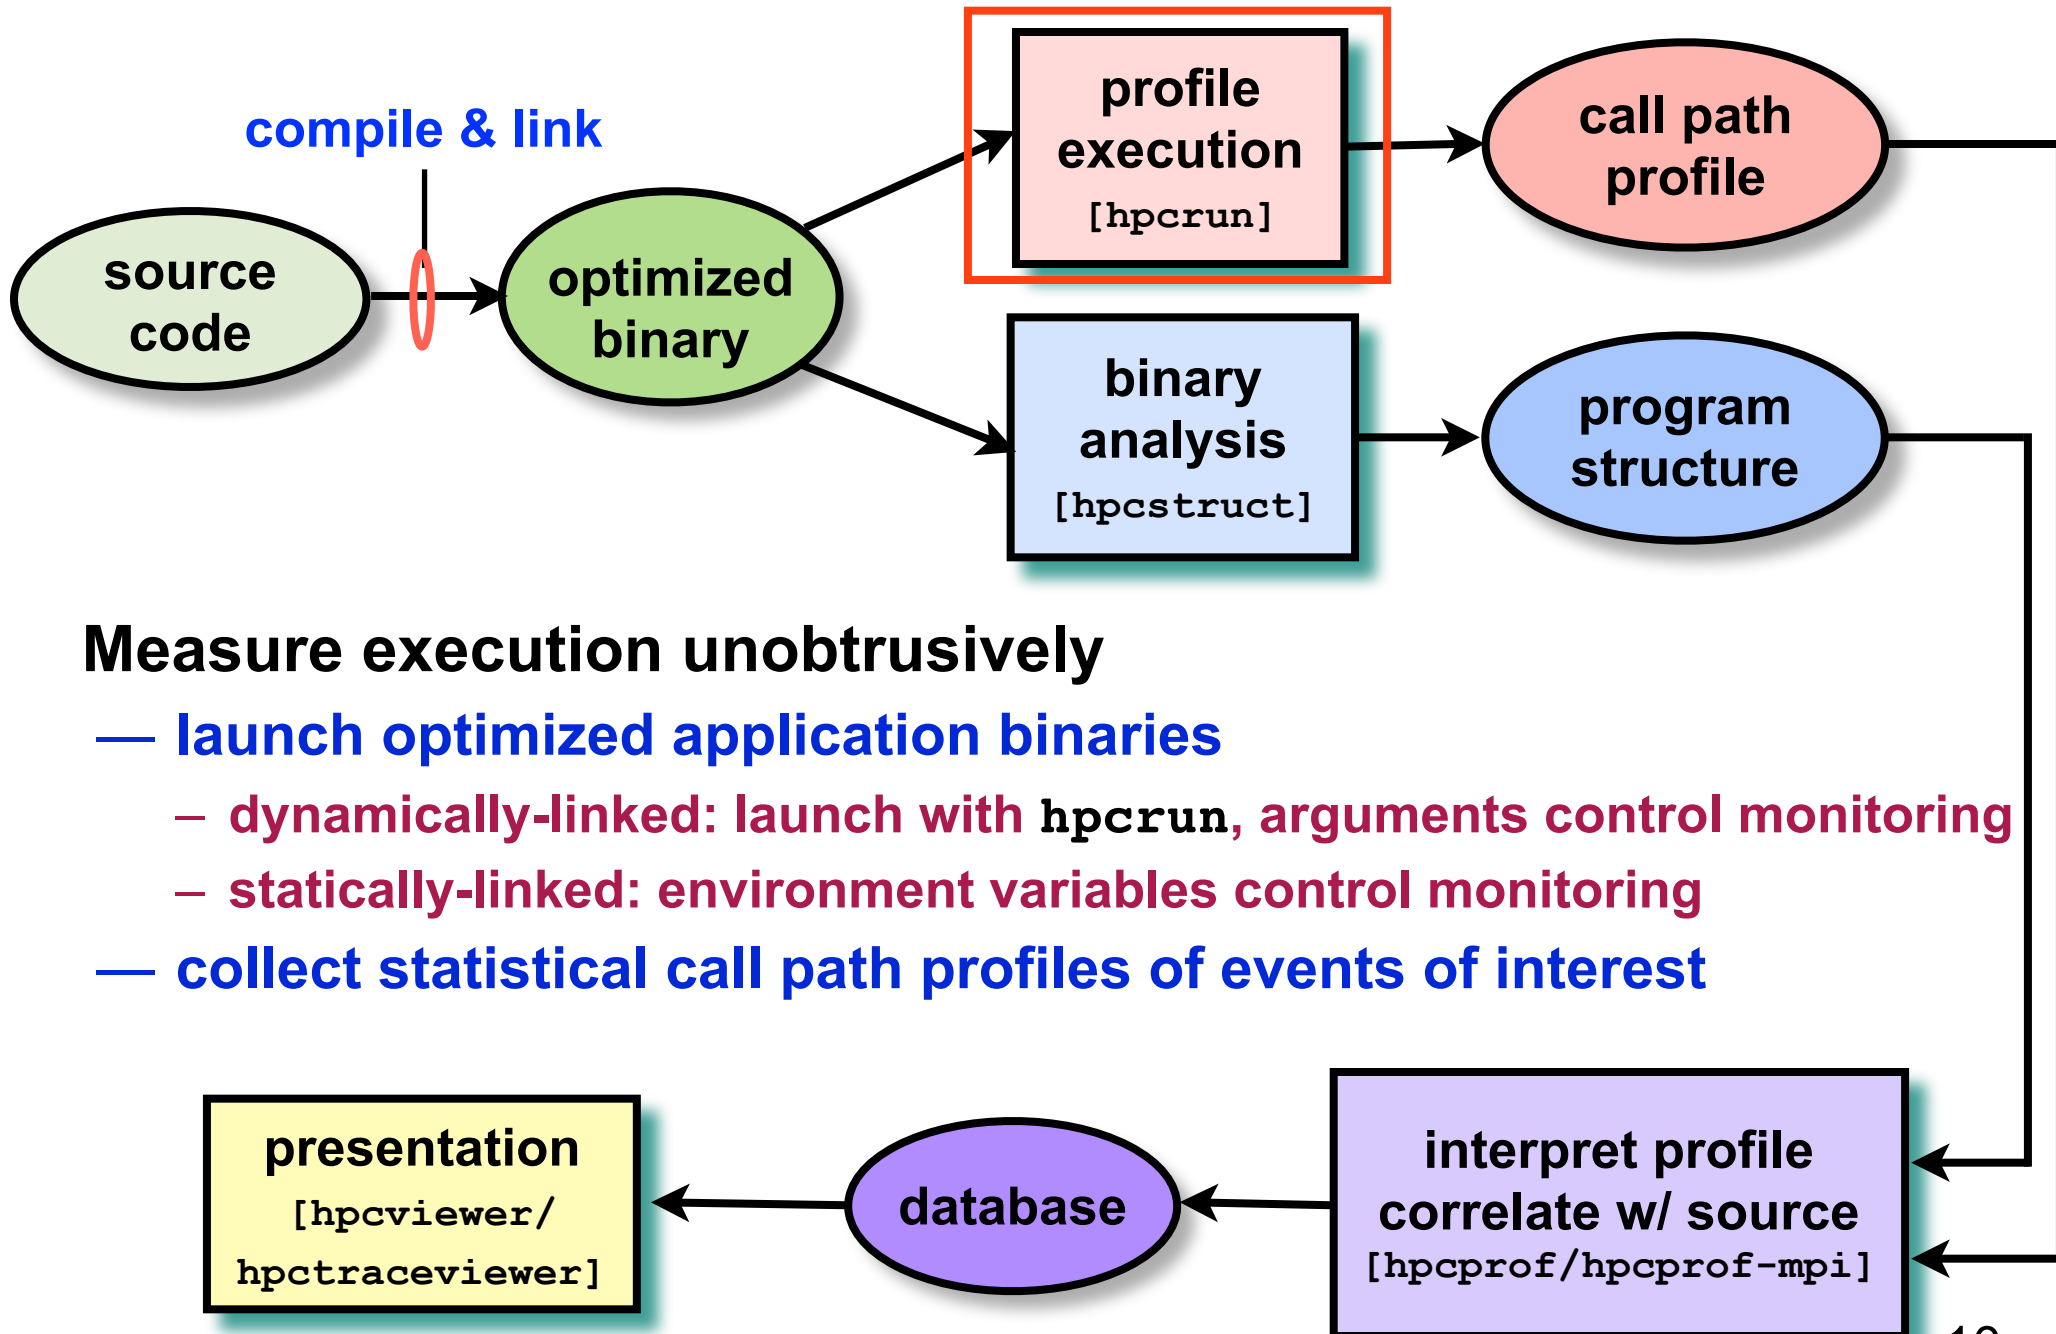 compile & link
source
code
optimized
binary
profile
execution
[hpcrun]
call path
profile
binary
analysis
[hpcstruct]
program
structure
Measure execution unobtrusively
— launch optimized application binaries
– dynamically-linked: launch with hpcrun, arguments control monitoring
– statically-linked: environment variables control monitoring
— collect statistical call path profiles of events of interest
presentation
[hpcviewer/
hpctraceviewer]
database
interpret profile
correlate w/ source
[hpcprof/hpcprof-mpi]